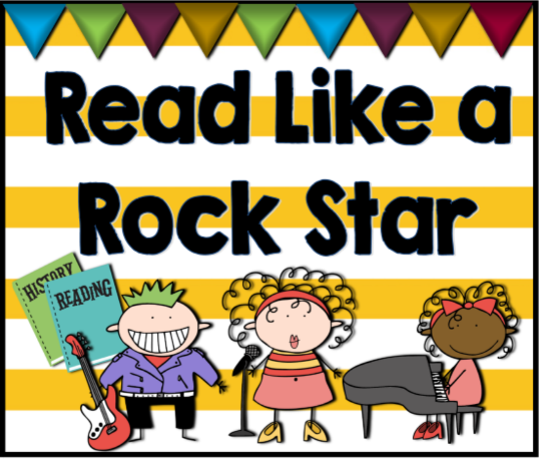 Read Like a
Rock Star
HISTORY
READING